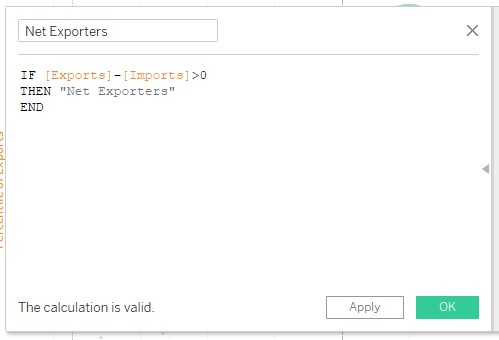 Net Exporters
IF [Exports]-[Imports]>0
THEN "Net Exporters"
END
Percentile of Exports
The calculation is valid.
Apply
OK